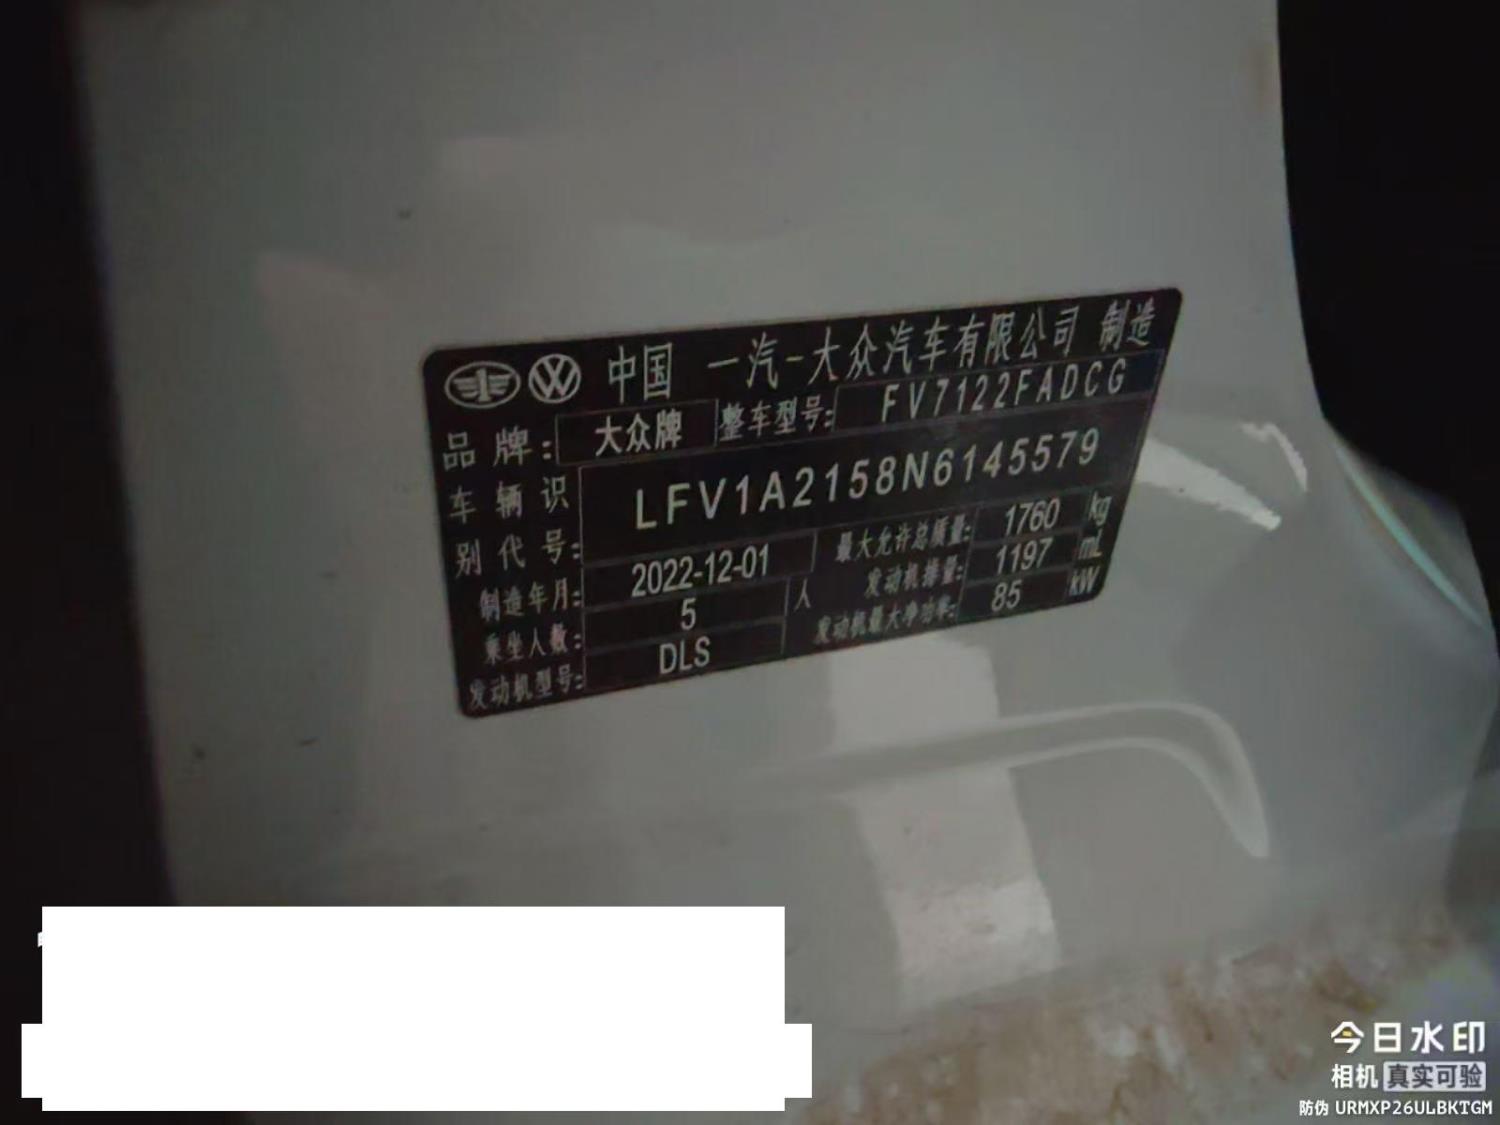 中国 一汽-大众汽车有限公司 制造
品牌: 大众牌 整车型号: FV7122FADCG
车辆识别代号: LFV1A2158N6145579
制造年月: 2022-12-01 最大允许总质量: 1760 kg
乘坐人数: 5 人 发动机排量: 1197 mL
发动机型号: DLS 发动机最大净功率: 85 kW
今日水印
相机 真实可验
防伪 URMXP26ULBKTGM